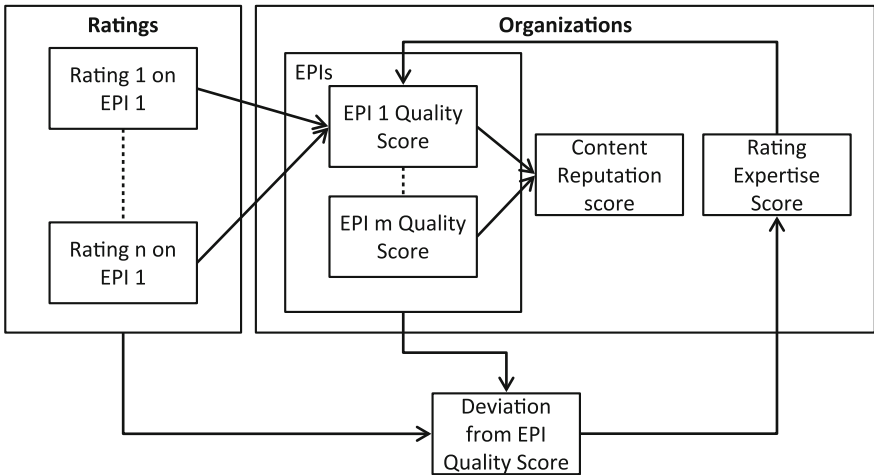 Ratings
Rating 1 on
EPI 1
Rating n on
EPI 1
Organizations
EPIs
EPI 1 Quality
Score
EPI m Quality
Score
Content
Reputation
score
Rating
Expertise
Score
Deviation
from EPI
Quality Score